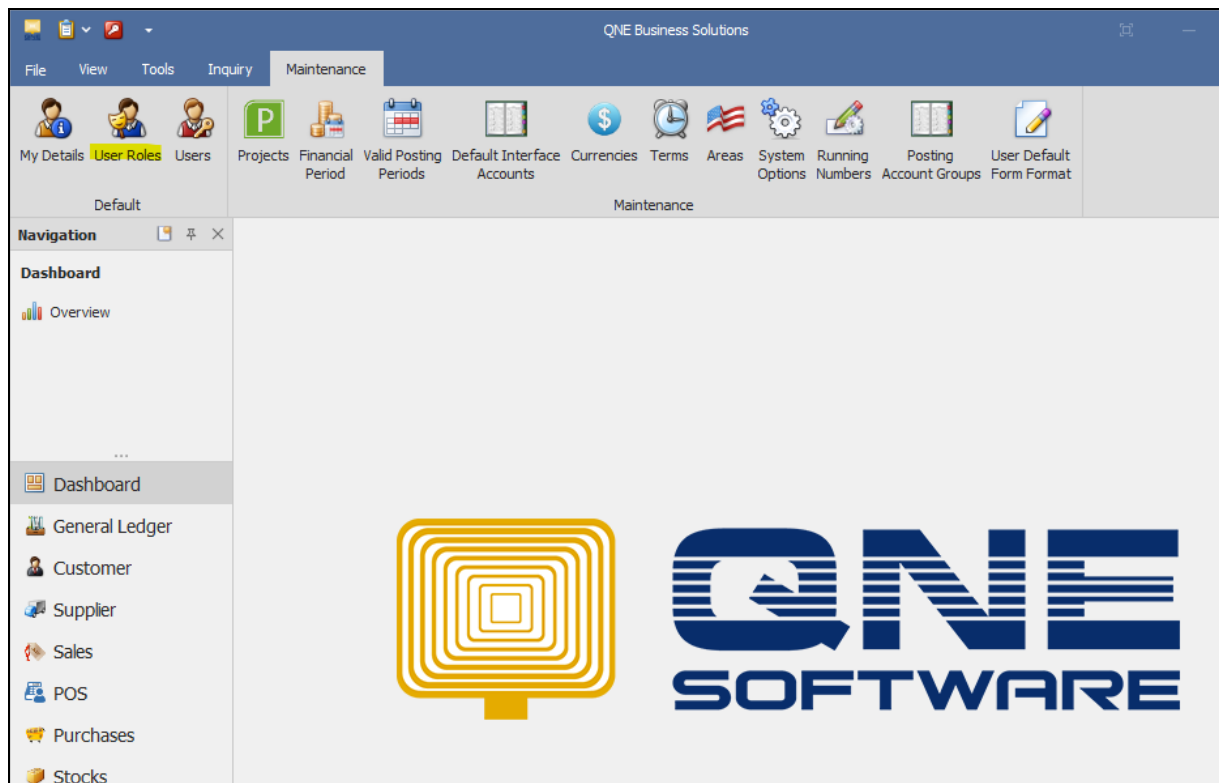 QNE Business Solutions
File View Tools Inquiry Maintenance
My Details User Roles Users Projects Financial Period Valid Posting Periods Default Interface Accounts Currencies Terms Areas System Options Running Numbers Posting Account Groups User Default Form Format
Default Maintenance
Navigation
Dashboard
Overview
Dashboard
General Ledger
Customer
Supplier
Sales
POS
Purchases
Stocks
QNE
SOFTWARE